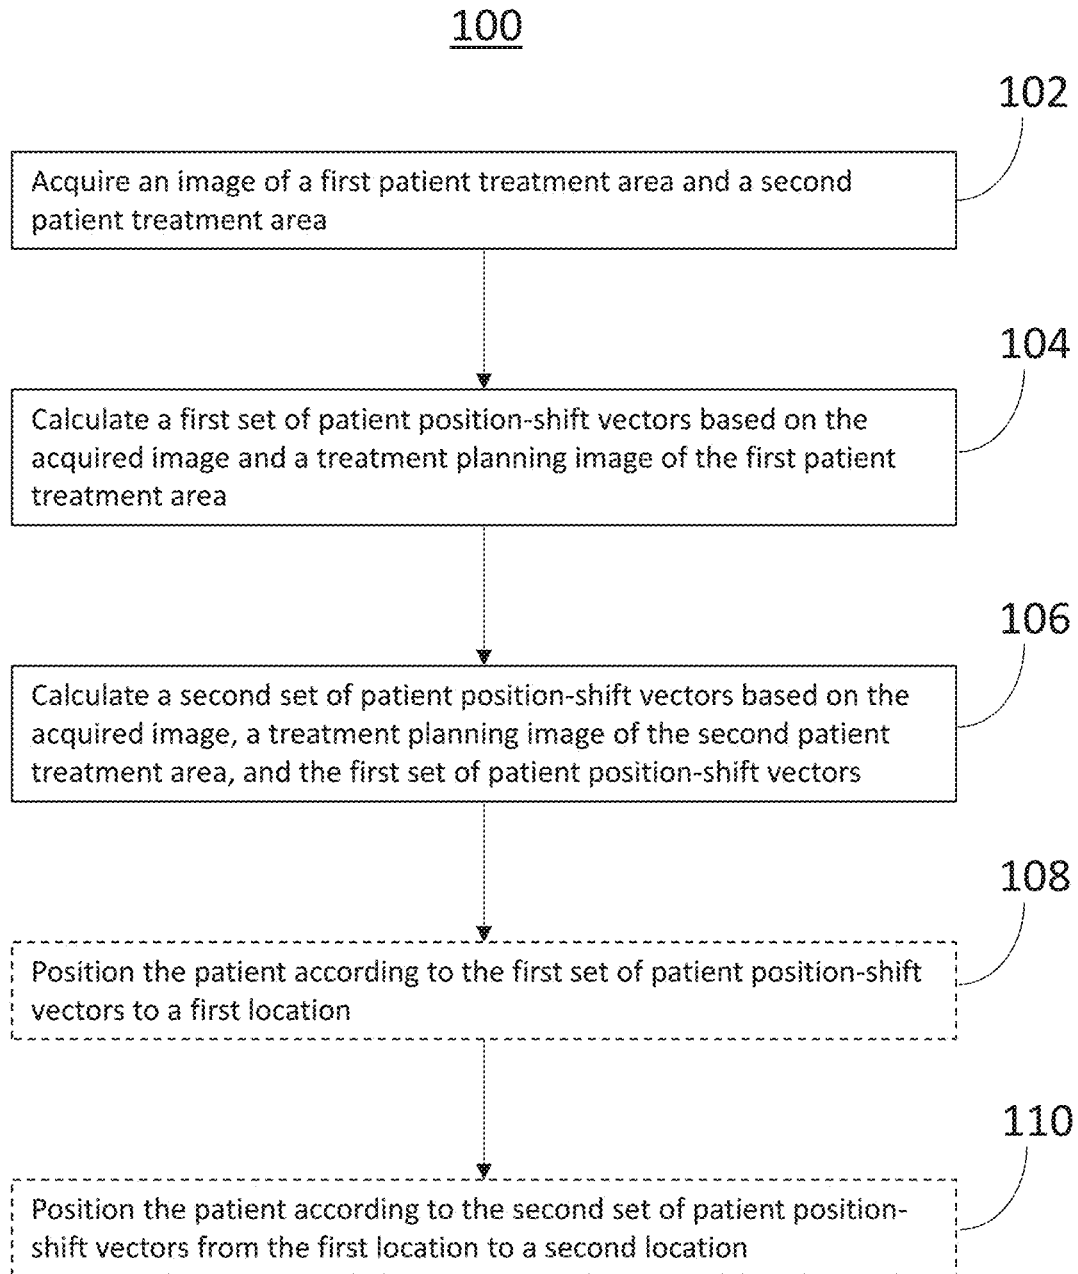 100
102
Acquire an image of a first patient treatment area and a second
patient treatment area
104
Calculate a first set of patient position-shift vectors based on the
acquired image and a treatment planning image of the first patient
treatment area
106
Calculate a second set of patient position-shift vectors based on the
acquired image, a treatment planning image of the second patient
treatment area, and the first set of patient position-shift vectors
108
Position the patient according to the first set of patient position-shift
vectors to a first location
110
Position the patient according to the second set of patient position-
shift vectors from the first location to a second location